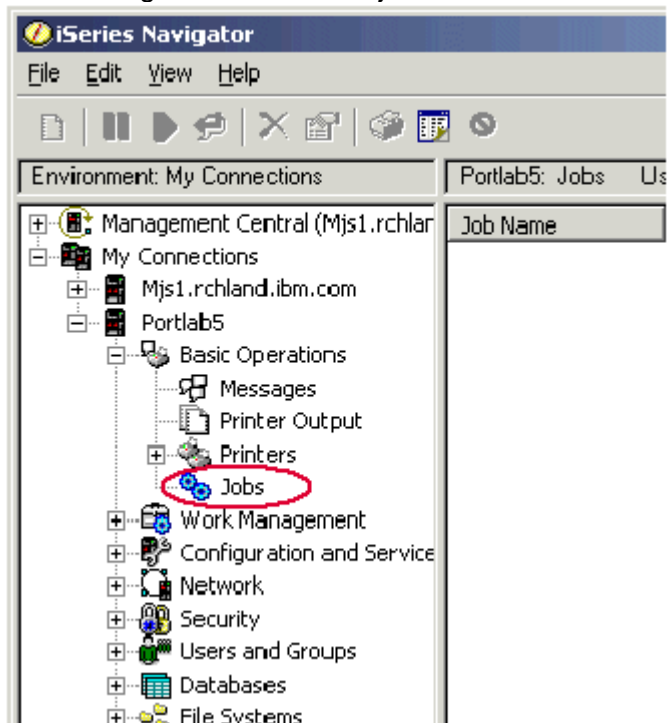 iSeries Navigator
File Edit View Help
Environment: My Connections
Portlab5: Jobs
Management Central (Mjs1.rchlar
Job Name
My Connections
Mjs1.rchland.ibm.com
Portlab5
Basic Operations
Messages
Printer Output
Printers
Jobs
Work Management
Configuration and Service
Network
Security
Users and Groups
Databases
File Systems